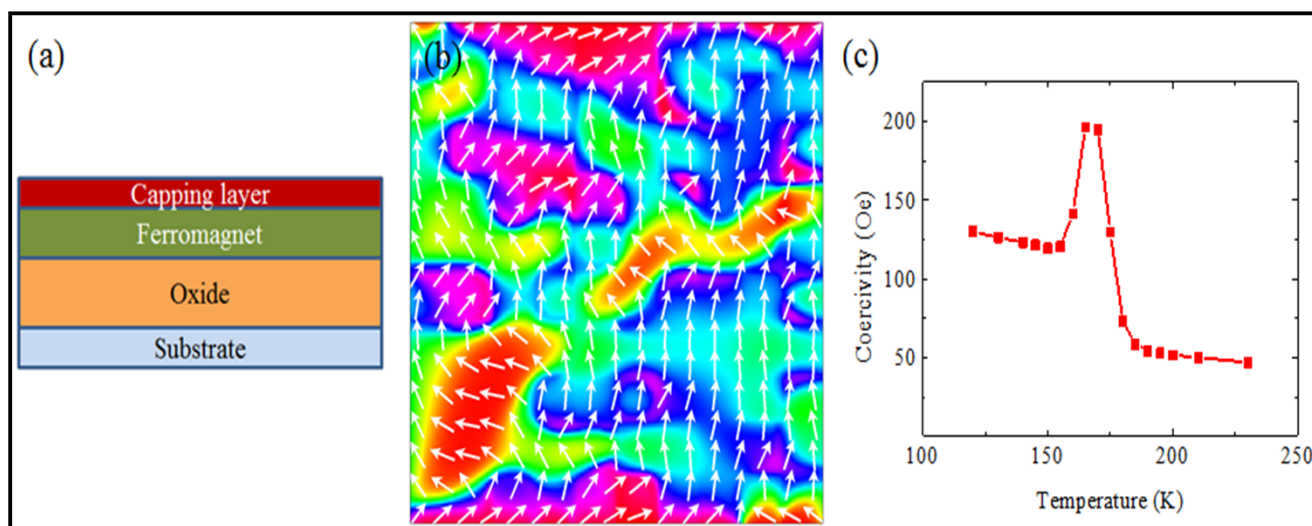 (a)
Capping layer
Ferromagnet
Oxide
Substrate
(b)
(c)
Coercivity (Oe)
200
150
100
50
100
150
200
250
Temperature (K)